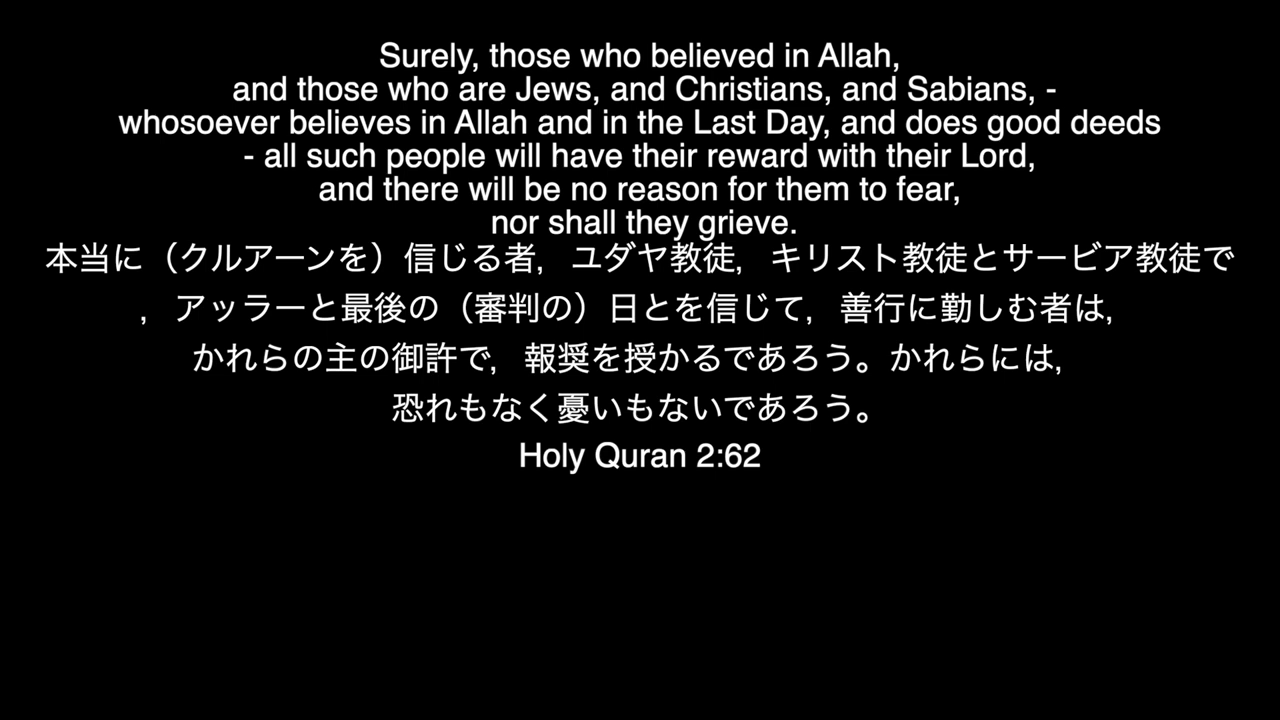 Surely, those who believed in Allah,
and those who are Jews, and Christians, and Sabians, -
whosoever believes in Allah and in the Last Day, and does good deeds
- all such people will have their reward with their Lord,
and there will be no reason for them to fear,
nor shall they grieve.
本当に（クルアーンを）信じる者，ユダヤ教徒，キリスト教徒とサービア教徒で
，アッラーと最後の（審判の）日とを信じて，善行に勤しむ者は，
かれらの主の御許で，報奨を授かるであろう。かれらには，
恐れもなく憂いもないであろう。
Holy Quran 2:62